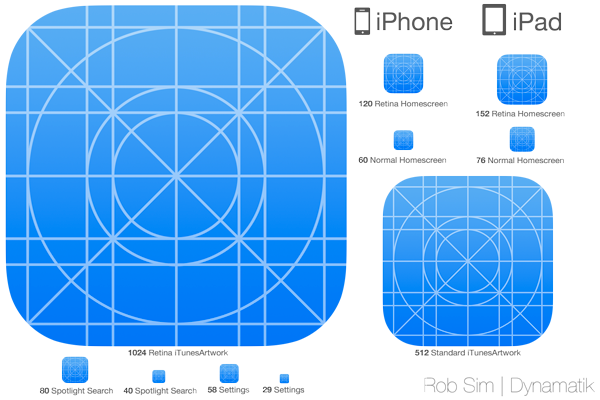 iPhone
iPad
120 Retina Homescreen
152 Retina Homescreen
60 Normal Homescreen
76 Normal Homescreen
1024 Retina iTunesArtwork
512 Standard iTunesArtwork
80 Spotlight Search
40 Spotlight Search
58 Settings
29 Settings
Rob Sim | Dynamatik